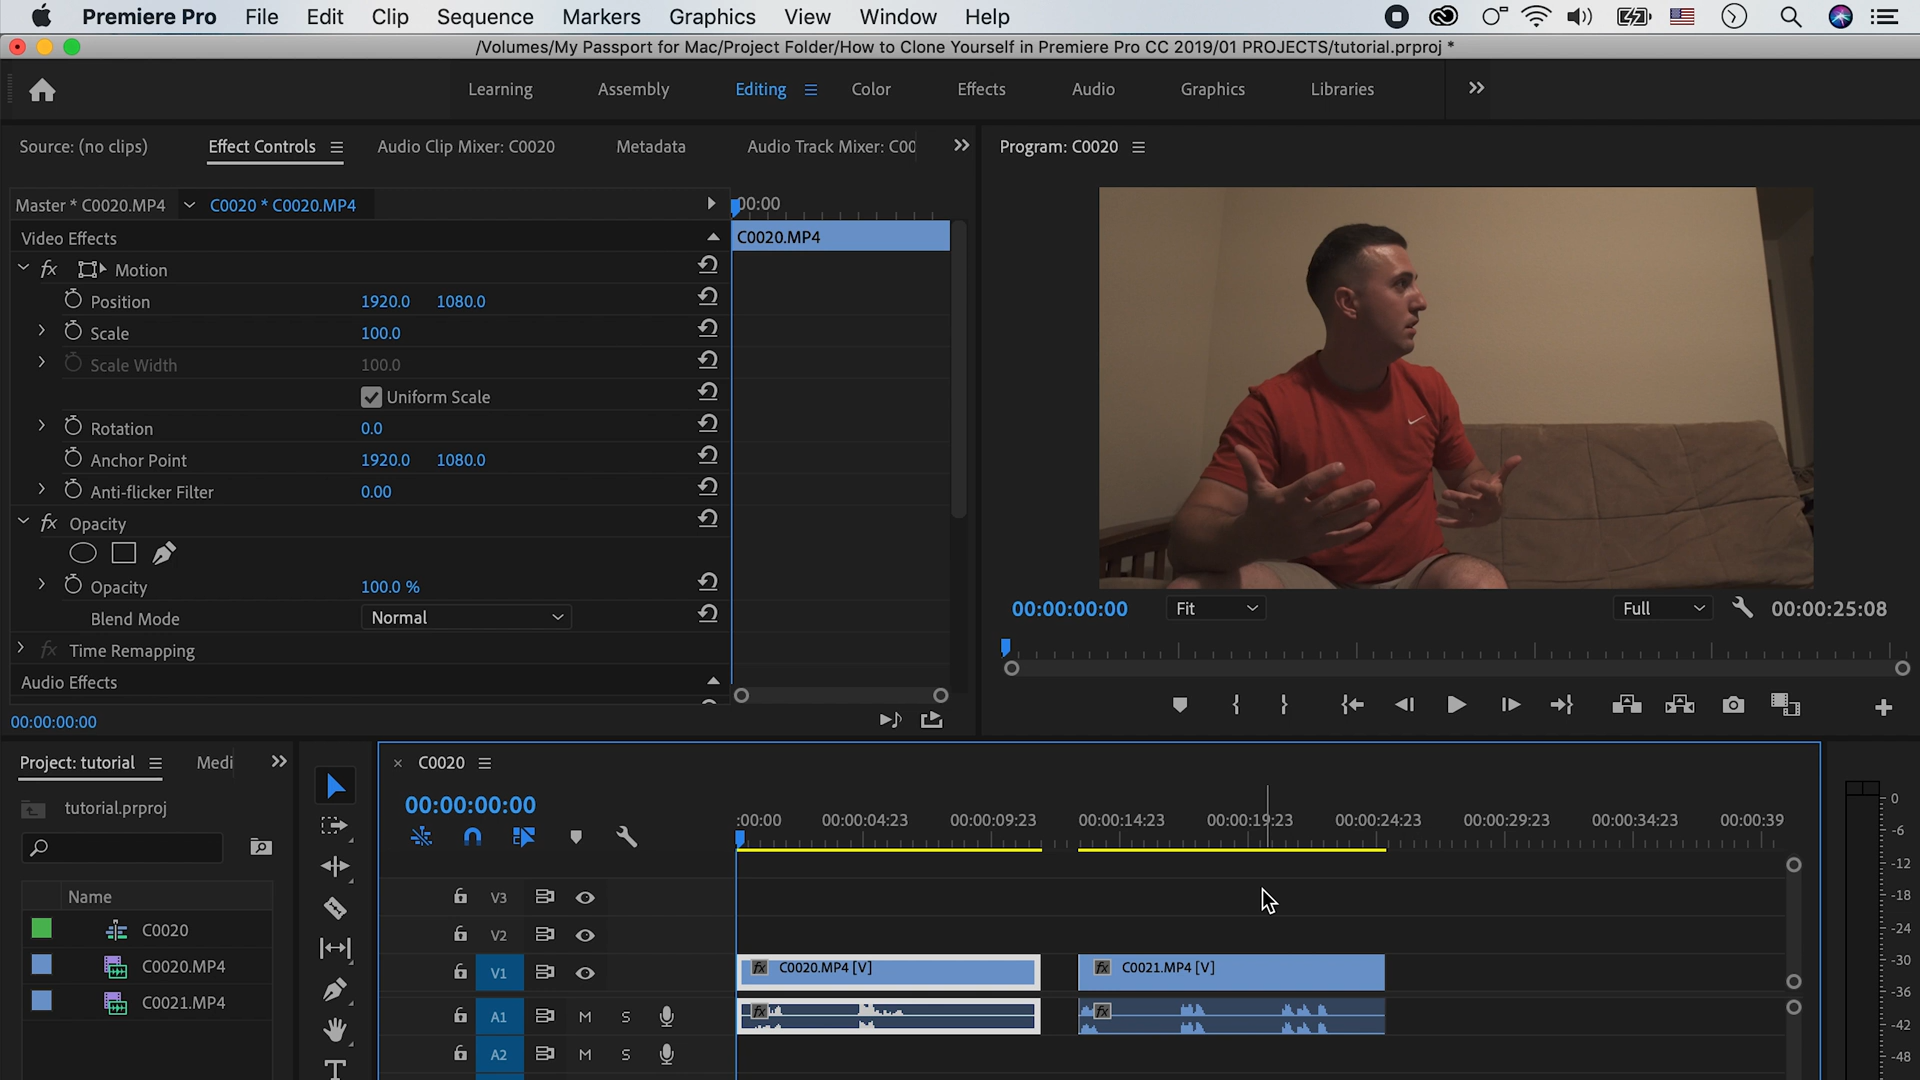 Premiere Pro File Edit Clip Sequence Markers Graphics View Window Help
/Volumes/My Passport for Mac/Project Folder/How to Clone Yourself in Premiere Pro CC 2019/01 PROJECTS/tutorial.prproj *
Learning Assembly Editing Color Effects Audio Graphics Libraries
Source: (no clips) Effect Controls Audio Clip Mixer: C0020 Metadata Audio Track Mixer: C00
Program: C0020
Master * C0020.MP4 C0020 * C0020.MP4
:00:00
Video Effects
C0020.MP4
fx Motion
Position 1920.0 1080.0
Scale 100.0
Scale Width 100.0
Uniform Scale
Rotation 0.0
Anchor Point 1920.0 1080.0
Anti-flicker Filter 0.00
fx Opacity
Opacity 100.0 %
Blend Mode Normal
fx Time Remapping
Audio Effects
00:00:00:00
00:00:00:00 Fit Full 00:00:25:08
Project: tutorial Medi
tutorial.prproj
Name
C0020
C0020.MP4
C0021.MP4
T
× C0020
00:00:00:00
:00:00 00:00:04:23 00:00:09:23 00:00:14:23 00:00:19:23 00:00:24:23 00:00:29:23 00:00:34:23 00:00:39
V3
V2
V1 fx C0020.MP4 [V] fx C0021.MP4 [V]
A1 M S fx fx
A2 M S
0
-6
-12
-18
-24
-30
-36
-42
-48